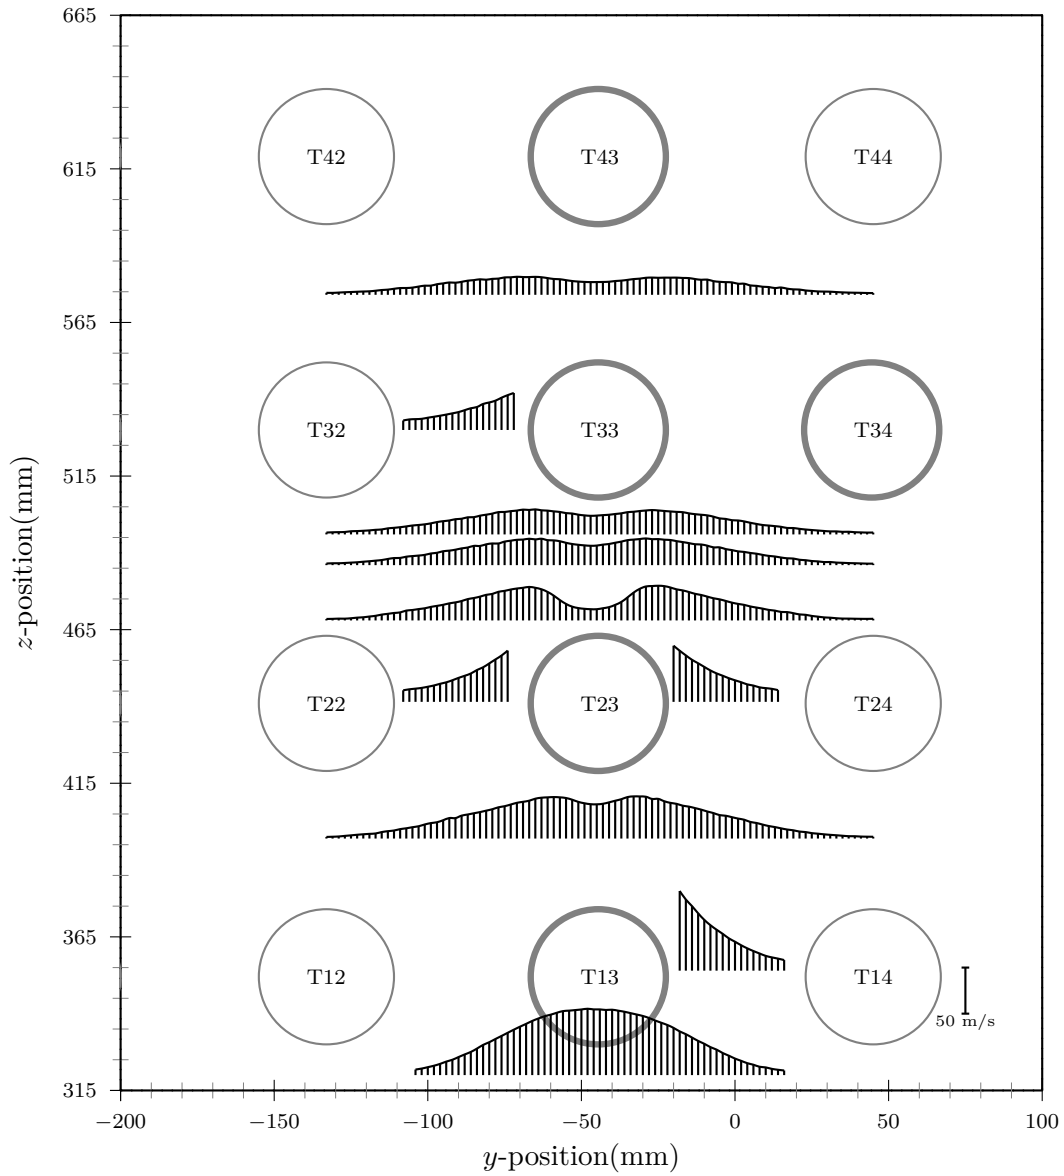 665
T42 T43 T44
615
565
T32 T33 T34
515
z-position(mm)
465
T22 T23 T24
415
365
T12 T13 T14
50 m/s
315
−200 −150 −100 −50 0 50 100
y-position(mm)